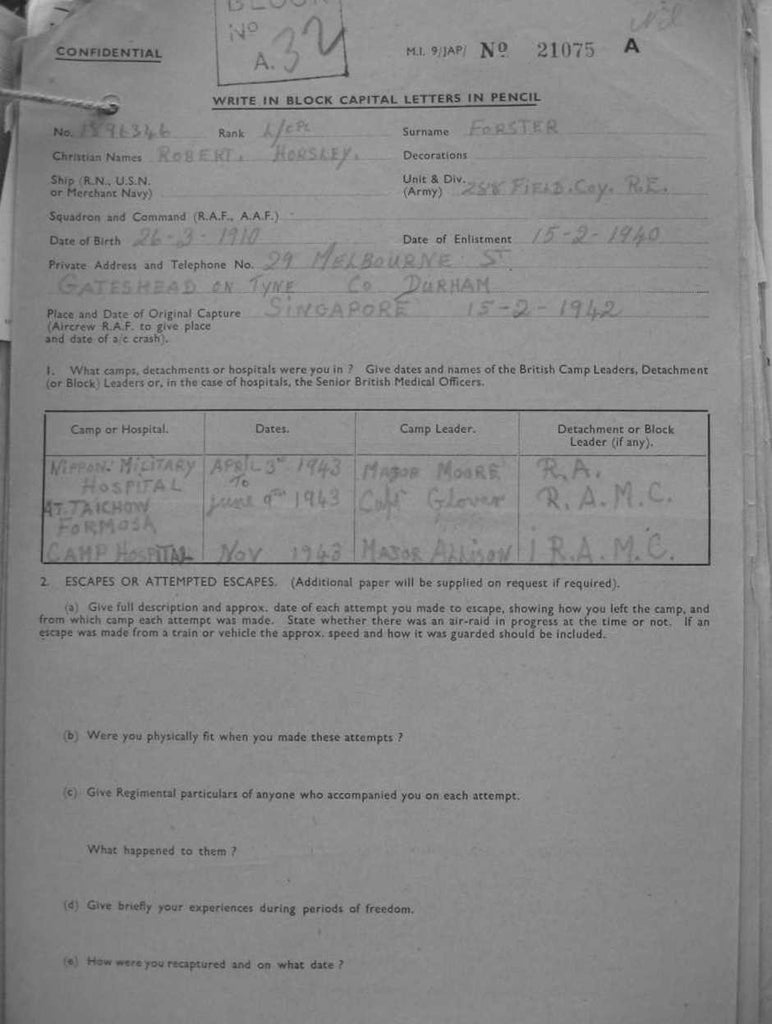 BLOCK
Nº
A.32
Nil
CONFIDENTIAL
M.I. 9/JAP/ Nº 21075 A
WRITE IN BLOCK CAPITAL LETTERS IN PENCIL
No. 1896346 Rank L/CPL Surname FORSTER
Christian Names ROBERT. HORSLEY. Decorations
Ship (R.N., U.S.N. or Merchant Navy)
Unit & Div. (Army) 288 FIELD. Coy. R.E.
Squadron and Command (R.A.F., A.A.F.)
Date of Birth 26-3-1910 Date of Enlistment 15-2-1940
Private Address and Telephone No. 29 MELBOURNE ST
GATESHEAD ON TYNE CO DURHAM
Place and Date of Original Capture SINGAPORE 15-2-1942
(Aircrew R.A.F. to give place
and date of a/c crash).
1. What camps, detachments or hospitals were you in ? Give dates and names of the British Camp Leaders, Detachment
(or Block) Leaders or, in the case of hospitals, the Senior British Medical Officers.
Camp or Hospital. Dates. Camp Leader. Detachment or Block
Leader (if any).
NIPPON MILITARY APRIL 3rd 1943 MAJOR MOORE R.A.
HOSPITAL To
June 9th 1943 Capt Glover R.A.M.C.
AT. TAICHOW
FORMOSA
CAMP HOSPITAL NOV 1943 MAJOR ALLISON R.A.M.C.
2. ESCAPES OR ATTEMPTED ESCAPES. (Additional paper will be supplied on request if required).
(a) Give full description and approx. date of each attempt you made to escape, showing how you left the camp, and
from which camp each attempt was made. State whether there was an air-raid in progress at the time or not. If an
escape was made from a train or vehicle the approx. speed and how it was guarded should be included.
(b) Were you physically fit when you made these attempts ?
(c) Give Regimental particulars of anyone who accompanied you on each attempt.
What happened to them ?
(d) Give briefly your experiences during periods of freedom.
(e) How were you recaptured and on what date ?